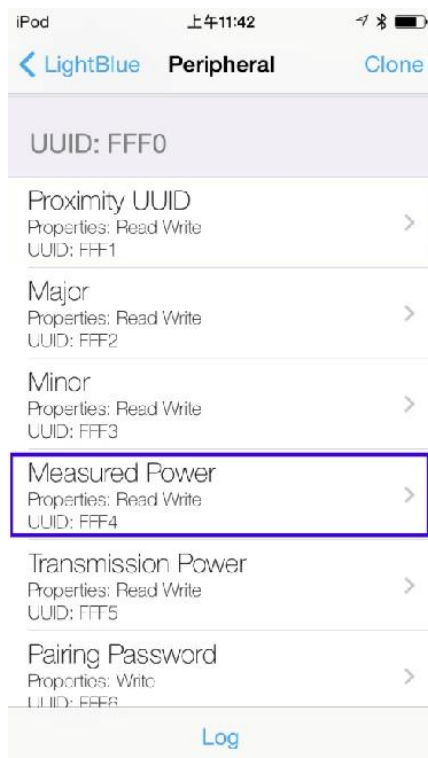 iPod 上午11:42
LightBlue Peripheral Clone
UUID: FFF0
Proximity UUID
Properties: Read Write
UUID: FFF1
Major
Properties: Read Write
UUID: FFF2
Minor
Properties: Read Write
UUID: FFF3
Measured Power
Properties: Read Write
UUID: FFF4
Transmission Power
Properties: Read Write
UUID: FFF5
Pairing Password
Properties: Write
UUID: FFF6
Log